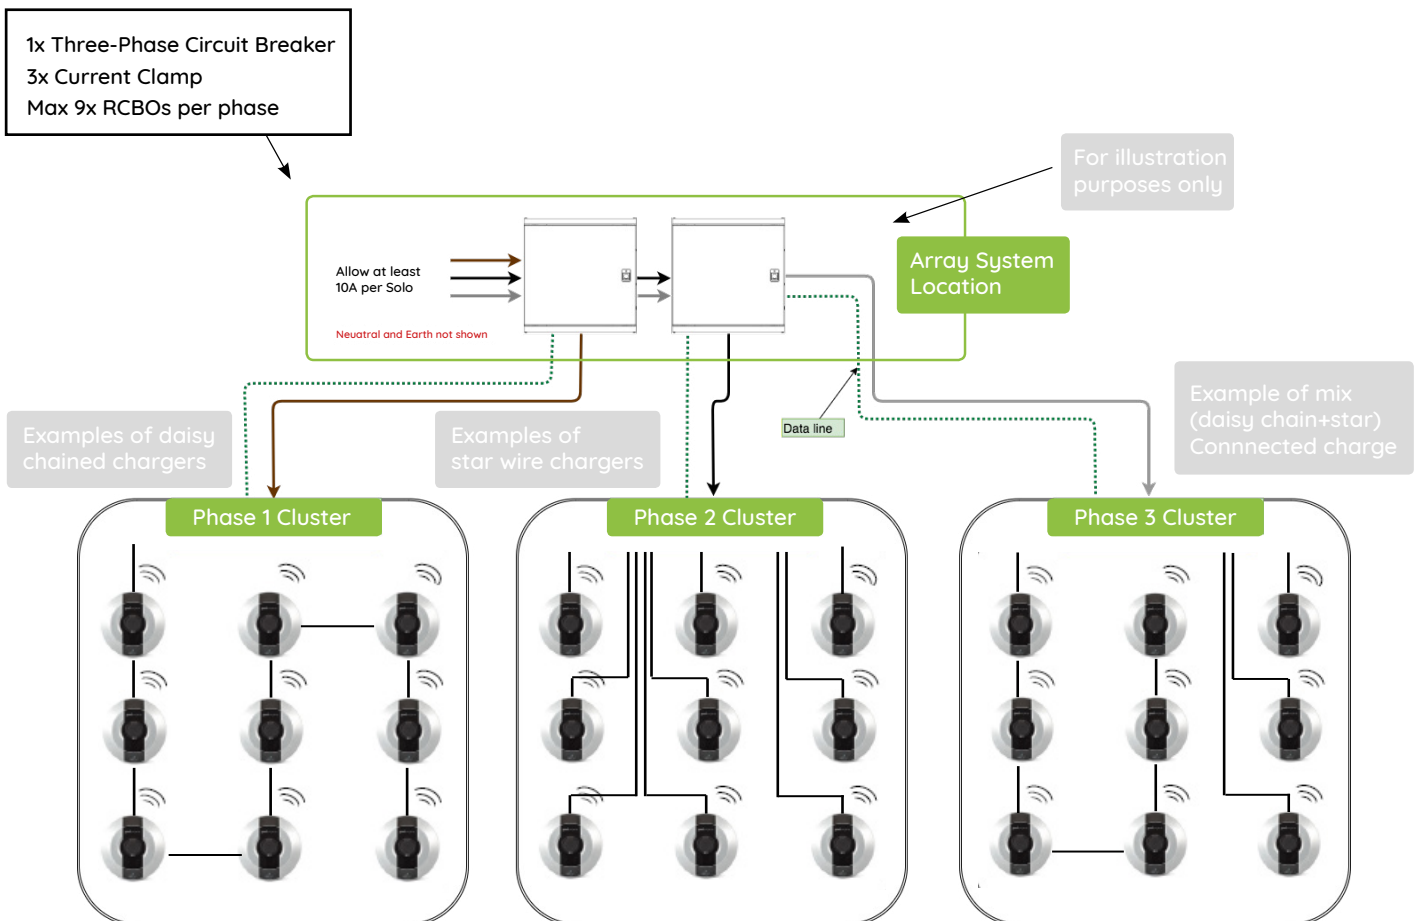 1x Three-Phase Circuit Breaker
3x Current Clamp
Max 9x RCBOs per phase
For illustration
purposes only
Array System
Location
Allow at least
10A per Solo
Neuatral and Earth not shown
Examples of daisy
chained chargers
Examples of
star wire chargers
Data line
Example of mix
(daisy chain+star)
Connnected charge
Phase 1 Cluster
Phase 2 Cluster
Phase 3 Cluster